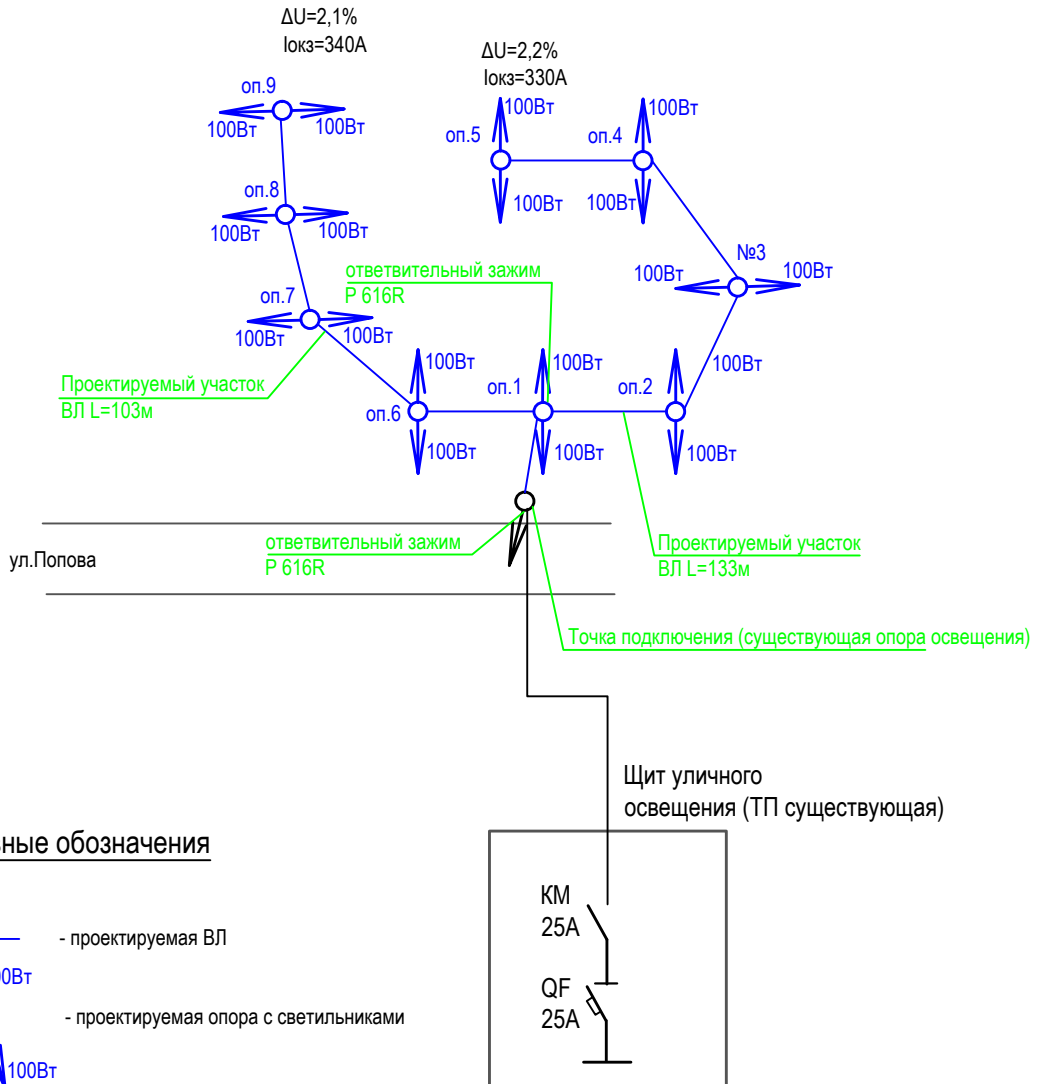 ΔU=2,1%
Iокз=340А
ΔU=2,2%
Iокз=330А
оп.9
100Вт
100Вт
оп.5
100Вт
100Вт
оп.4
100Вт
100Вт
оп.8
100Вт
100Вт
№3
100Вт
100Вт
ответвительный зажим
Р 616R
оп.7
100Вт
100Вт
100Вт
Проектируемый участок
ВЛ L=103м
оп.6
100Вт
100Вт
оп.1
100Вт
100Вт
оп.2
100Вт
ул.Попова
ответвительный зажим
Р 616R
Проектируемый участок
ВЛ L=133м
Точка подключения (существующая опора освещения)
Щит уличного
освещения (ТП существующая)
КМ
25А
QF
25А
вные обозначения
- проектируемая ВЛ
0Вт
- проектируемая опора с светильниками
100Вт